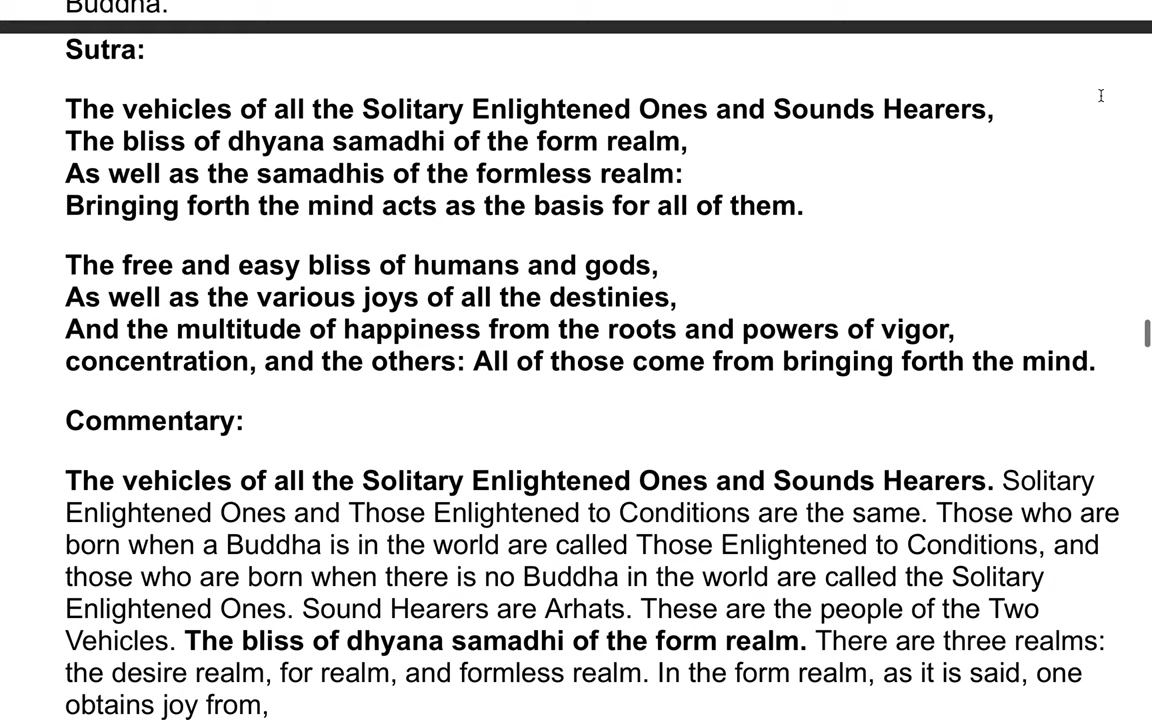 Buddha.
Sutra:
The vehicles of all the Solitary Enlightened Ones and Sounds Hearers,
The bliss of dhyana samadhi of the form realm,
As well as the samadhis of the formless realm:
Bringing forth the mind acts as the basis for all of them.
The free and easy bliss of humans and gods,
As well as the various joys of all the destinies,
And the multitude of happiness from the roots and powers of vigor,
concentration, and the others: All of those come from bringing forth the mind.
Commentary:
The vehicles of all the Solitary Enlightened Ones and Sounds Hearers. Solitary
Enlightened Ones and Those Enlightened to Conditions are the same. Those who are
born when a Buddha is in the world are called Those Enlightened to Conditions, and
those who are born when there is no Buddha in the world are called the Solitary
Enlightened Ones. Sound Hearers are Arhats. These are the people of the Two
Vehicles. The bliss of dhyana samadhi of the form realm. There are three realms:
the desire realm, for realm, and formless realm. In the form realm, as it is said, one
obtains joy from,